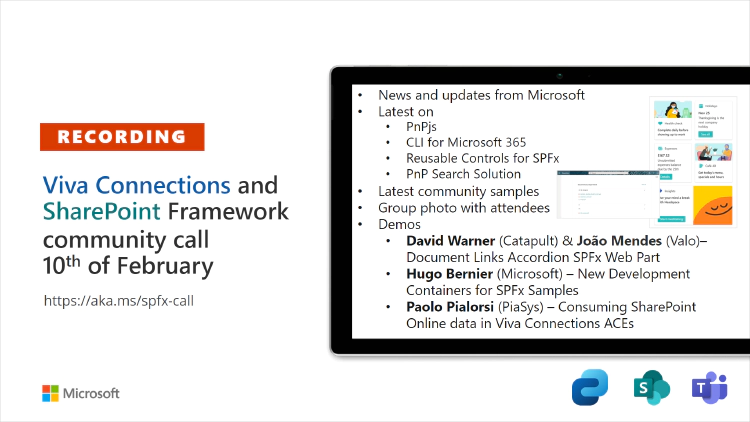 RECORDING
Viva Connections and
SharePoint Framework
community call
10th of February
https://aka.ms/spfx-call
Microsoft
• News and updates from Microsoft
• Latest on
• PnPjs
• CLI for Microsoft 365
• Reusable Controls for SPFx
• PnP Search Solution
• Latest community samples
• Group photo with attendees
• Demos
• David Warner (Catapult) & João Mendes (Valo)–
Document Links Accordion SPFx Web Part
• Hugo Bernier (Microsoft) – New Development
Containers for SPFx Samples
• Paolo Pialorsi (PiaSys) – Consuming SharePoint
Online data in Viva Connections ACEs
S
T